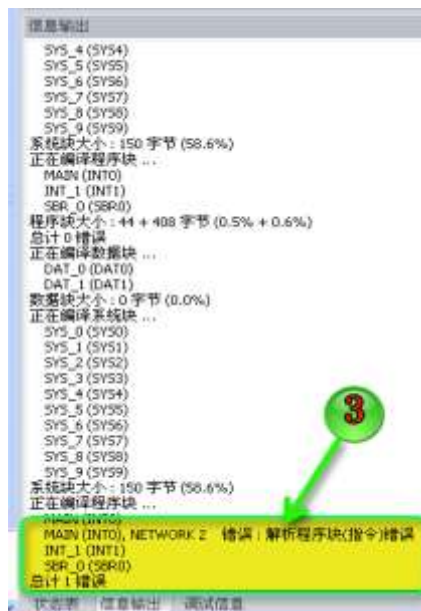 信息输出
SYS_4 (SYS4)
SYS_5 (SYS5)
SYS_6 (SYS6)
SYS_7 (SYS7)
SYS_8 (SYS8)
SYS_9 (SYS9)
系统块大小 : 150 字节 (58.6%)
正在编译程序块 ...
MAIN (INT0)
INT_1 (INT1)
SBR_0 (SBR0)
程序块大小 : 44 + 408 字节 (0.5% + 0.6%)
总计 0 错误
正在编译数据块 ...
DAT_0 (DAT0)
DAT_1 (DAT1)
数据块大小 : 0 字节 (0.0%)
正在编译系统块 ...
SYS_0 (SYS0)
SYS_1 (SYS1)
SYS_2 (SYS2)
SYS_3 (SYS3)
SYS_4 (SYS4)
SYS_5 (SYS5)
SYS_6 (SYS6)
SYS_7 (SYS7)
SYS_8 (SYS8)
SYS_9 (SYS9)
系统块大小 : 150 字节 (58.6%)
正在编译程序块 ...
MAIN (INT0)
MAIN (INT0), NETWORK 2 错误 : 解析程序块(指令)错误
INT_1 (INT1)
SBR_0 (SBR0)
总计 1 错误
状态表 信息输出 调试信息
3